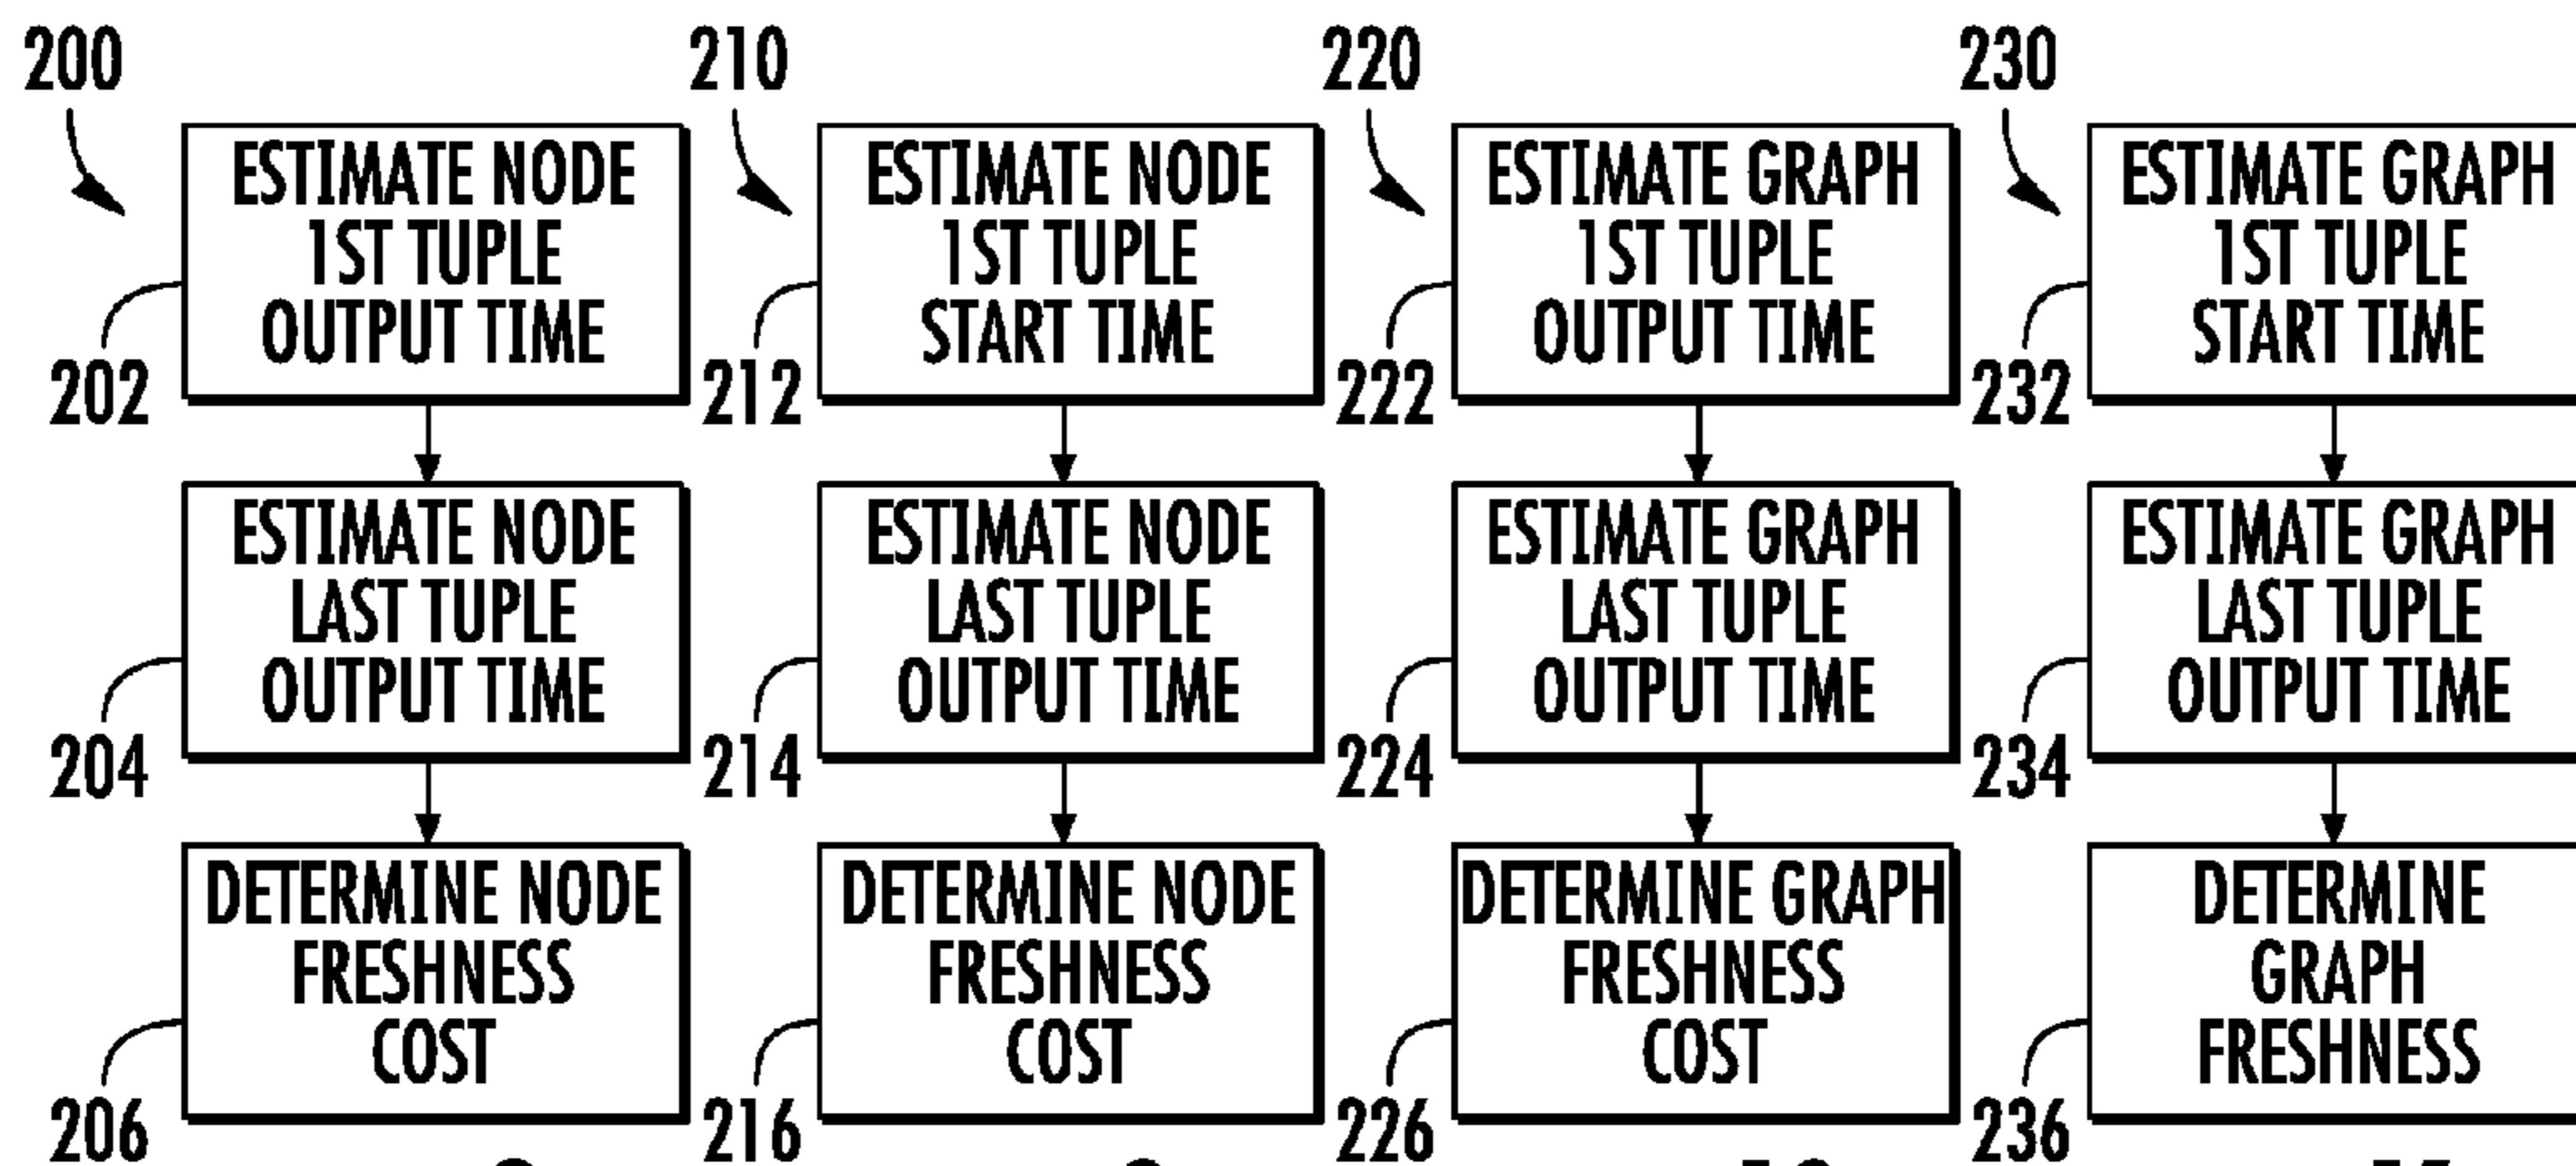 200
ESTIMATE NODE
1ST TUPLE
OUTPUT TIME
202
ESTIMATE NODE
LAST TUPLE
OUTPUT TIME
204
DETERMINE NODE
FRESHNESS
COST
206
210
ESTIMATE NODE
1ST TUPLE
START TIME
212
ESTIMATE NODE
LAST TUPLE
OUTPUT TIME
214
DETERMINE NODE
FRESHNESS
COST
216
220
ESTIMATE GRAPH
1ST TUPLE
OUTPUT TIME
222
ESTIMATE GRAPH
LAST TUPLE
OUTPUT TIME
224
DETERMINE GRAPH
FRESHNESS
COST
226
230
ESTIMATE GRAPH
1ST TUPLE
START TIME
232
ESTIMATE GRAPH
LAST TUPLE
OUTPUT TIME
234
DETERMINE
GRAPH
FRESHNESS
236